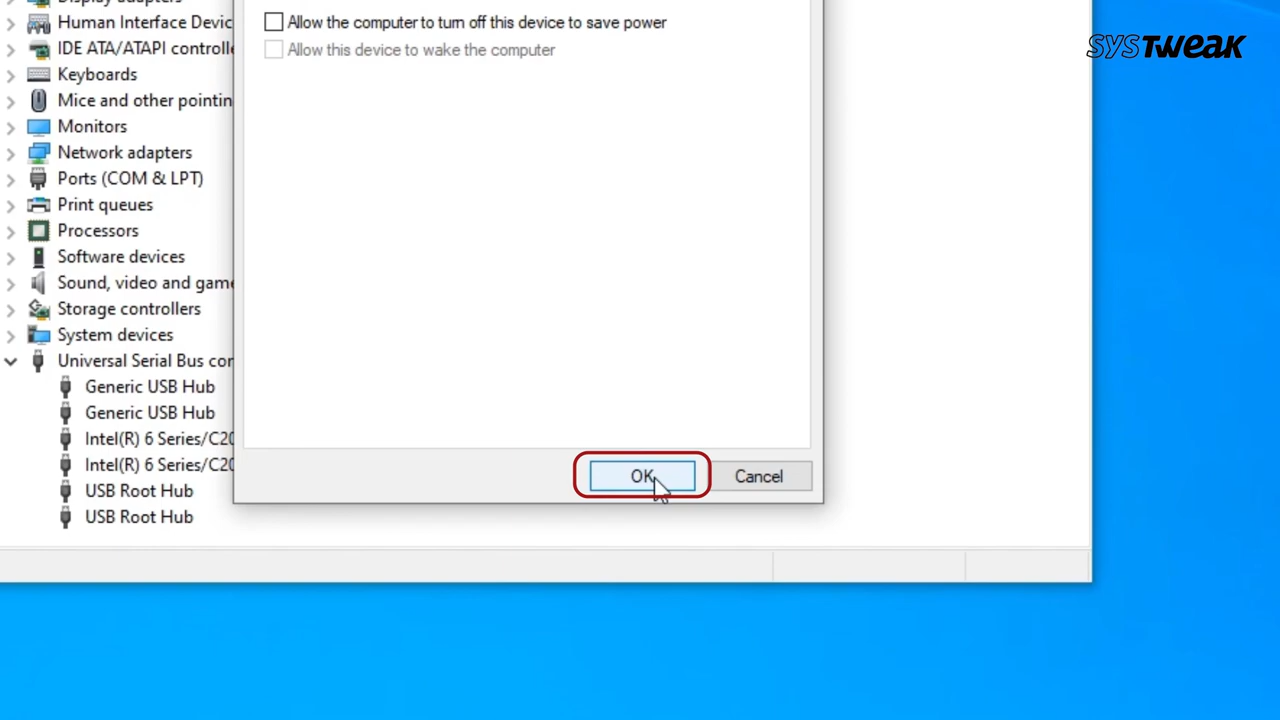 Display adapters
Human Interface Devic
IDE ATA/ATAPI controlle
Keyboards
Mice and other pointin
Monitors
Network adapters
Ports (COM & LPT)
Print queues
Processors
Software devices
Sound, video and game
Storage controllers
System devices
Universal Serial Bus con
Generic USB Hub
Generic USB Hub
Intel(R) 6 Series/C20
Intel(R) 6 Series/C20
USB Root Hub
USB Root Hub
Allow the computer to turn off this device to save power
Allow this device to wake the computer
OK
Cancel
SYSTWEAK